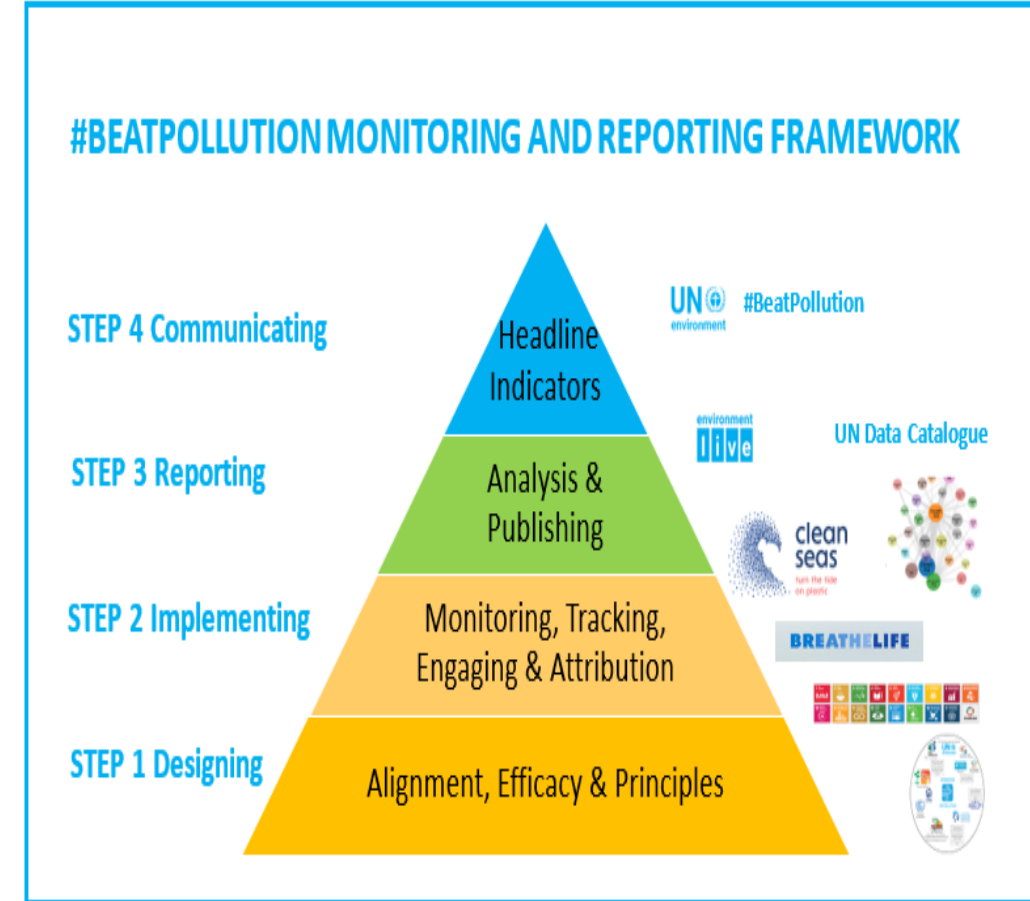 #BEATPOLLUTION MONITORING AND REPORTING FRAMEWORK
STEP 4 Communicating
Headline
Indicators
UN
environment
#BeatPollution
STEP 3 Reporting
Analysis &
Publishing
environment
live
UN Data Catalogue
clean
seas
turn the tide
on plastic
STEP 2 Implementing
Monitoring, Tracking,
Engaging & Attribution
BREATHELIFE
STEP 1 Designing
Alignment, Efficacy & Principles